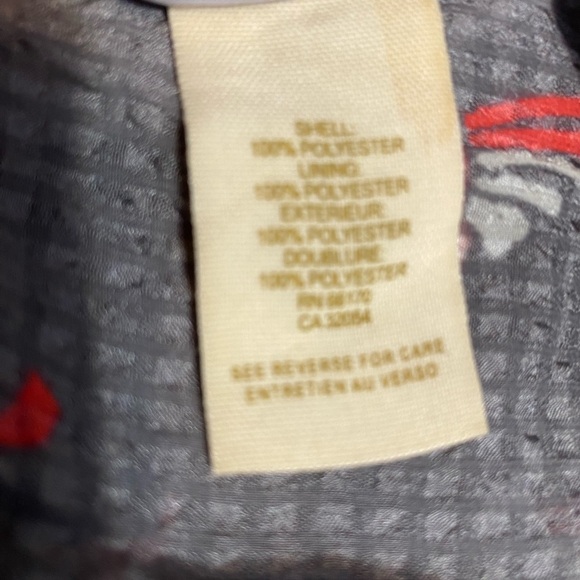 SHELL:
100% POLYESTER
LINING:
100% POLYESTER
EXTERIEUR:
100% POLYESTER
DOUBLURE:
100% POLYESTER
RN
CA 32054
SEE REVERSE FOR CARE
ENTRETIEN AU VERSO